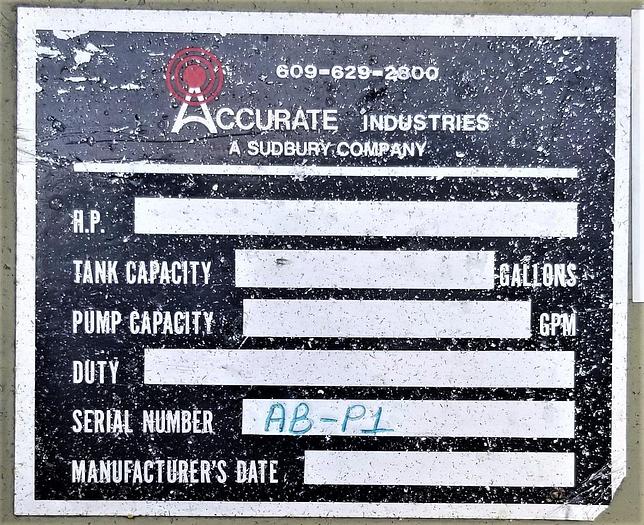 609-629-2800
ACCURATE INDUSTRIES
A SUDBURY COMPANY
H.P.
TANK CAPACITY GALLONS
PUMP CAPACITY GPM
DUTY
SERIAL NUMBER AB-P1
MANUFACTURER'S DATE